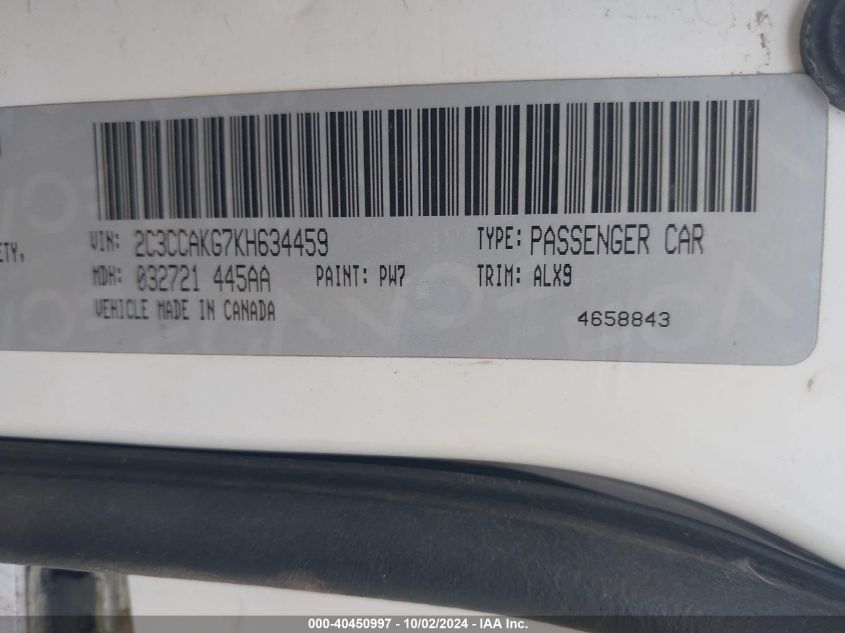 ETY.
VIN: 2C3CCAKG7KH634459 TYPE: PASSENGER CAR
MDH: 032721 445AA PAINT: PW7 TRIM: ALX9
VEHICLE MADE IN CANADA
4658843
000-40450997 - 10/02/2024 - IAA Inc.